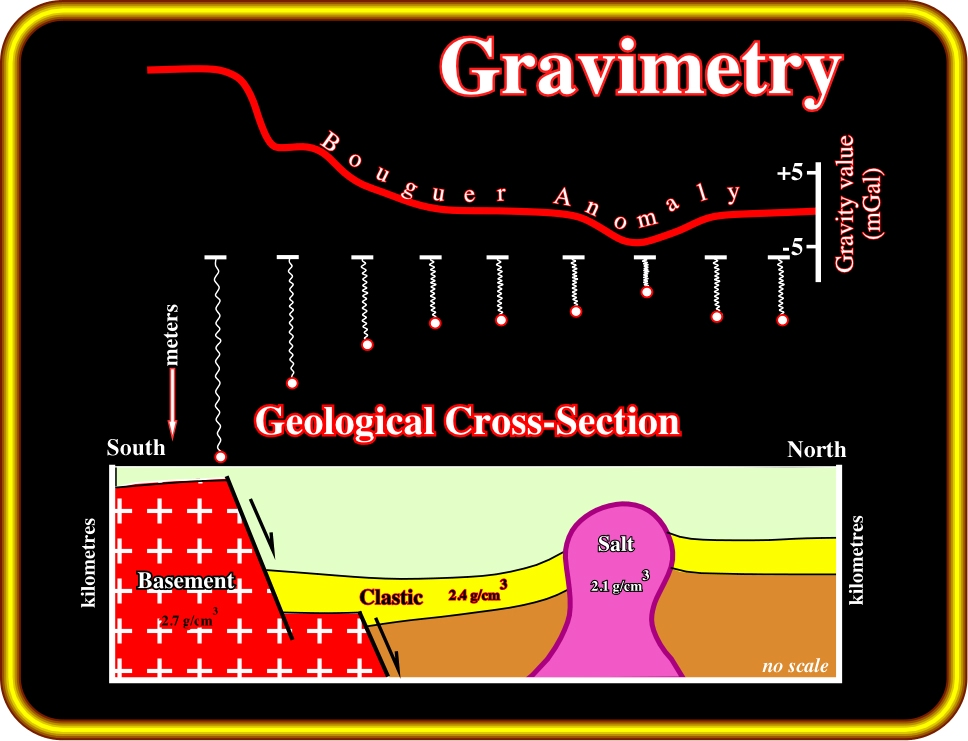 Gravimetry
Bouguer Anomaly
+5
-5
Gravity value
(mGal)
meters
Geological Cross-Section
South
North
kilometres
kilometres
Salt
2.1 g/cm³
Basement
2.7 g/cm³
Clastic 2.4 g/cm³
no scale